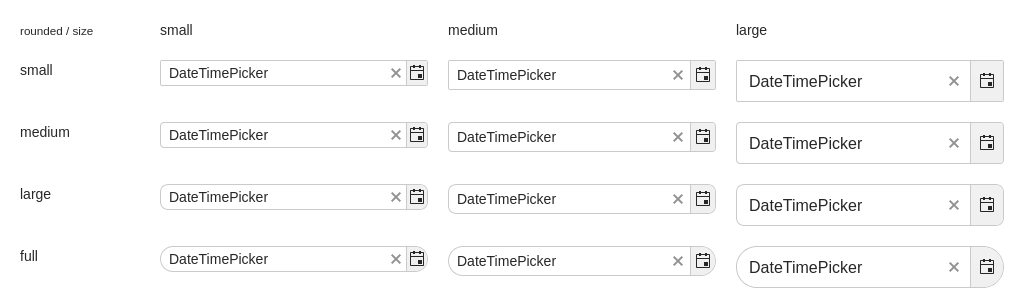 rounded / size small medium large
small DateTimePicker DateTimePicker DateTimePicker
medium DateTimePicker DateTimePicker DateTimePicker
large DateTimePicker DateTimePicker DateTimePicker
full DateTimePicker DateTimePicker DateTimePicker